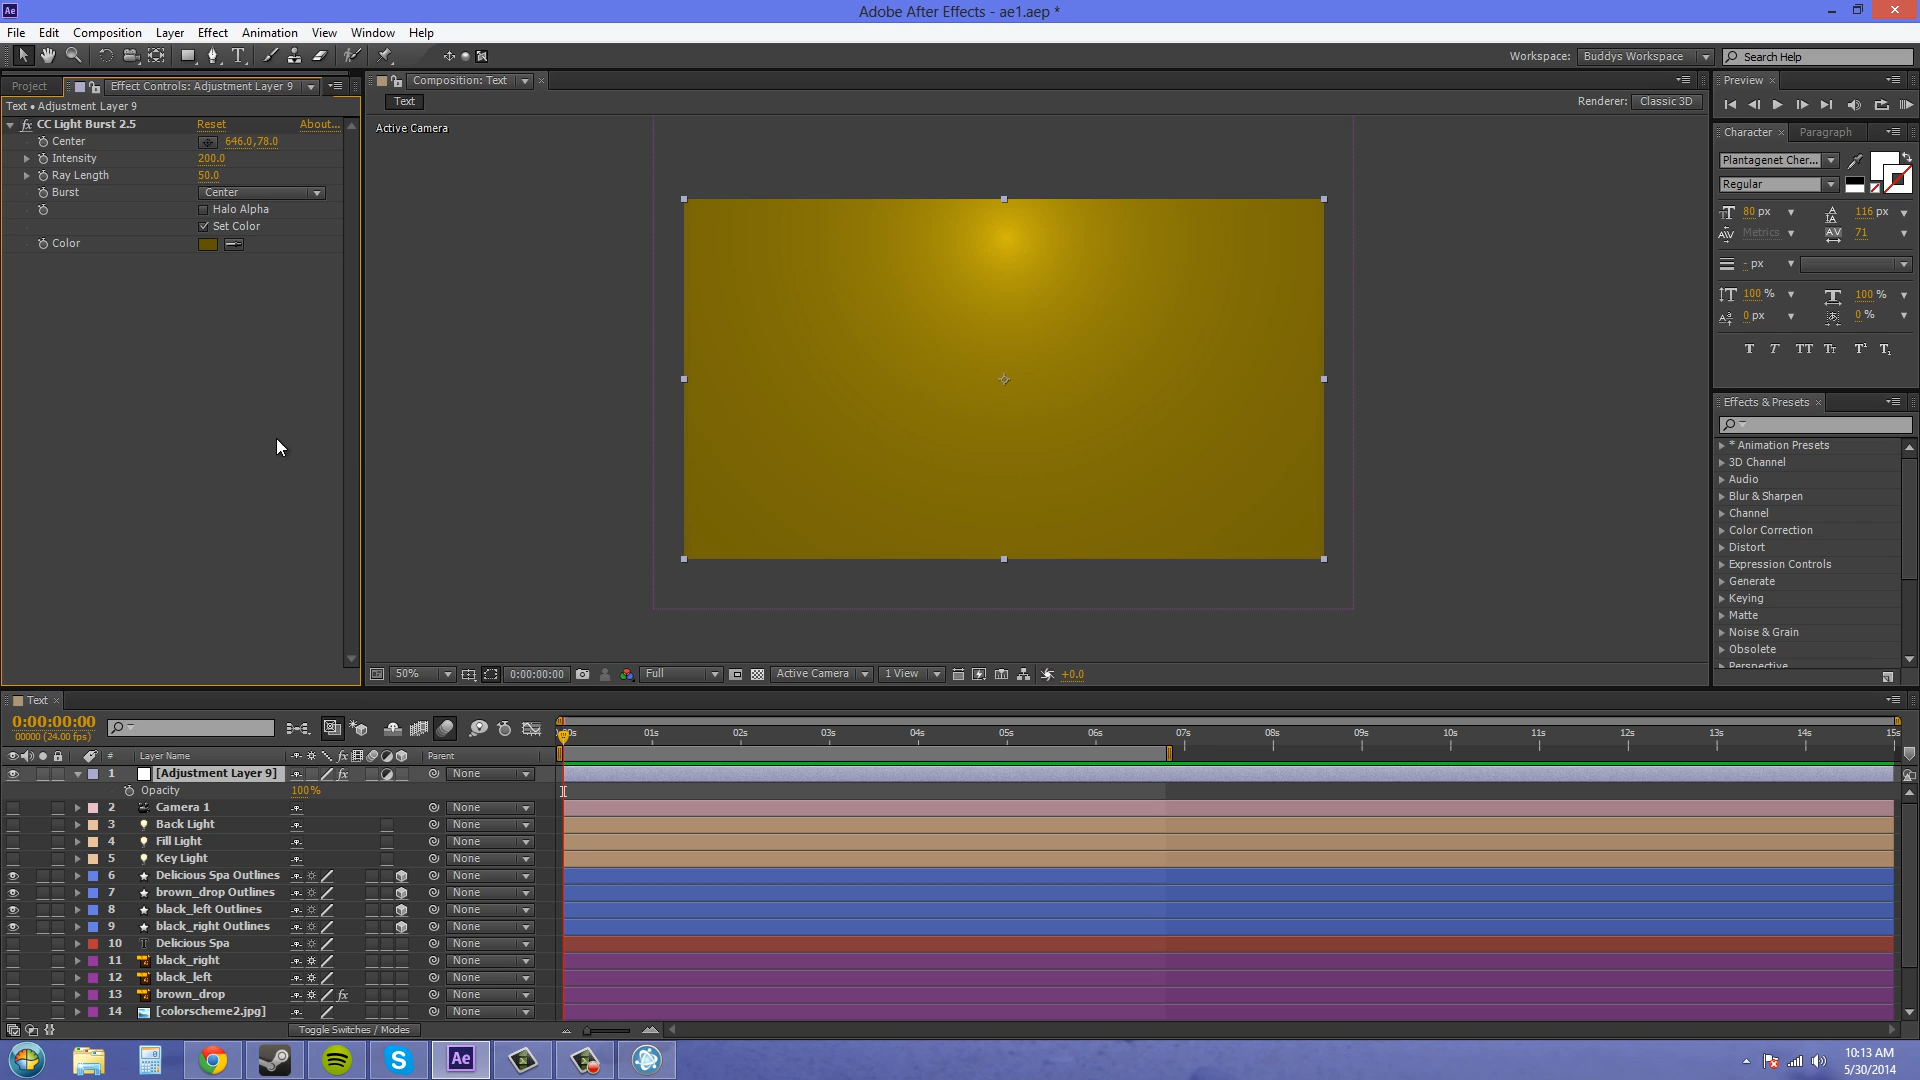 Ae
Adobe After Effects - ae1.aep *
File Edit Composition Layer Effect Animation View Window Help
Workspace: Buddys Workspace
Search Help
Project
Effect Controls: Adjustment Layer 9
Text • Adjustment Layer 9
fx CC Light Burst 2.5 Reset About...
Center 646.0,78.0
Intensity 200.0
Ray Length 50.0
Burst Center
Halo Alpha
Set Color
Color
Composition: Text
Text
Renderer: Classic 3D
Active Camera
50% 0:00:00:00 Full Active Camera 1 View +0.0
Preview
Character Paragraph
Plantagenet Cher...
Regular
80 px 116 px
Metrics 71
- px
100 % 100 %
0 px 0 %
T T TT Tt T¹ T₁
Effects & Presets
* Animation Presets
3D Channel
Audio
Blur & Sharpen
Channel
Color Correction
Distort
Expression Controls
Generate
Keying
Matte
Noise & Grain
Obsolete
Perspective
Text
0:00:00:00
00000 (24.00 fps)
01s 02s 03s 04s 05s 06s 07s 08s 09s 10s 11s 12s 13s 14s 15s
# Layer Name fx Parent
1 [Adjustment Layer 9] fx None
Opacity 100%
2 Camera 1 None
3 Back Light None
4 Fill Light None
5 Key Light None
6 Delicious Spa Outlines None
7 brown_drop Outlines None
8 black_left Outlines None
9 black_right Outlines None
10 T Delicious Spa None
11 black_right None
12 black_left None
13 brown_drop fx None
14 [colorscheme2.jpg] None
Toggle Switches / Modes
Ae
10:13 AM
5/30/2014